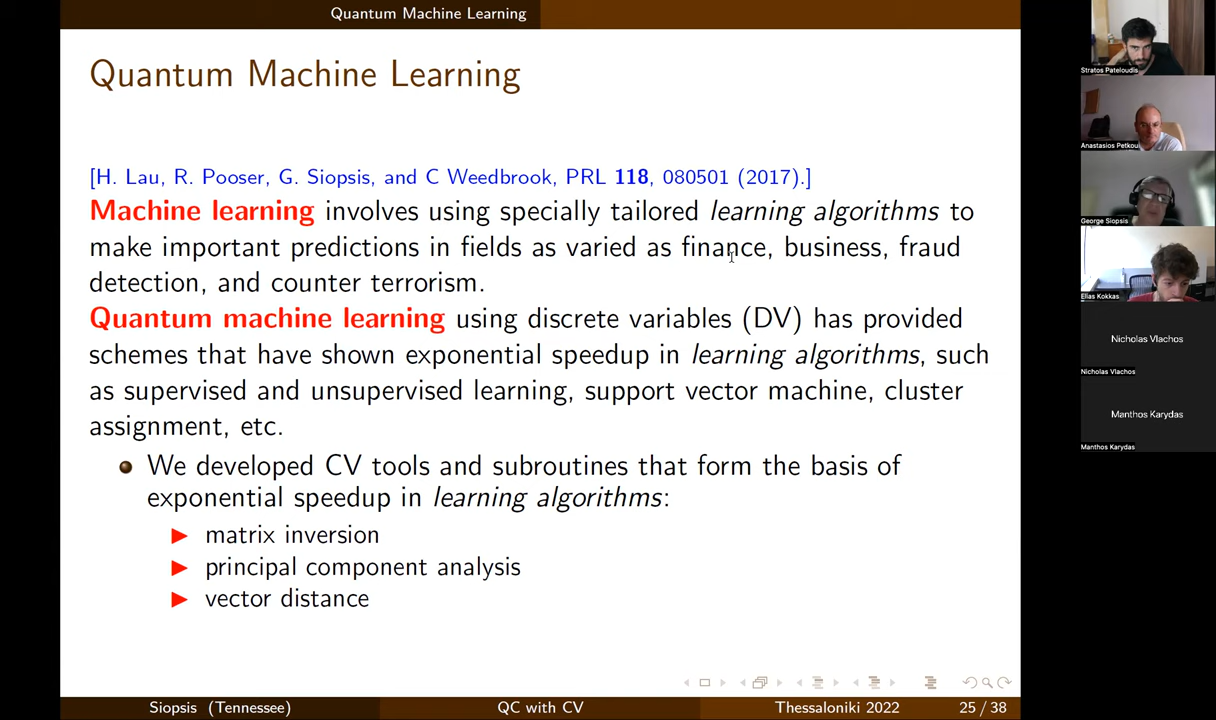 Quantum Machine Learning
Quantum Machine Learning
[H. Lau, R. Pooser, G. Siopsis, and C Weedbrook, PRL 118, 080501 (2017).]
Machine learning involves using specially tailored learning algorithms to
make important predictions in fields as varied as finance, business, fraud
detection, and counter terrorism.
Quantum machine learning using discrete variables (DV) has provided
schemes that have shown exponential speedup in learning algorithms, such
as supervised and unsupervised learning, support vector machine, cluster
assignment, etc.
We developed CV tools and subroutines that form the basis of
exponential speedup in learning algorithms:
matrix inversion
principal component analysis
vector distance
Siopsis (Tennessee)
QC with CV
Thessaloniki 2022
25 / 38
Stratos Pateloudis
Anastasios Petkou
George Siopsis
Elias Kokkas
Nicholas Vlachos
Nicholas Vlachos
Manthos Karydas
Manthos Karydas